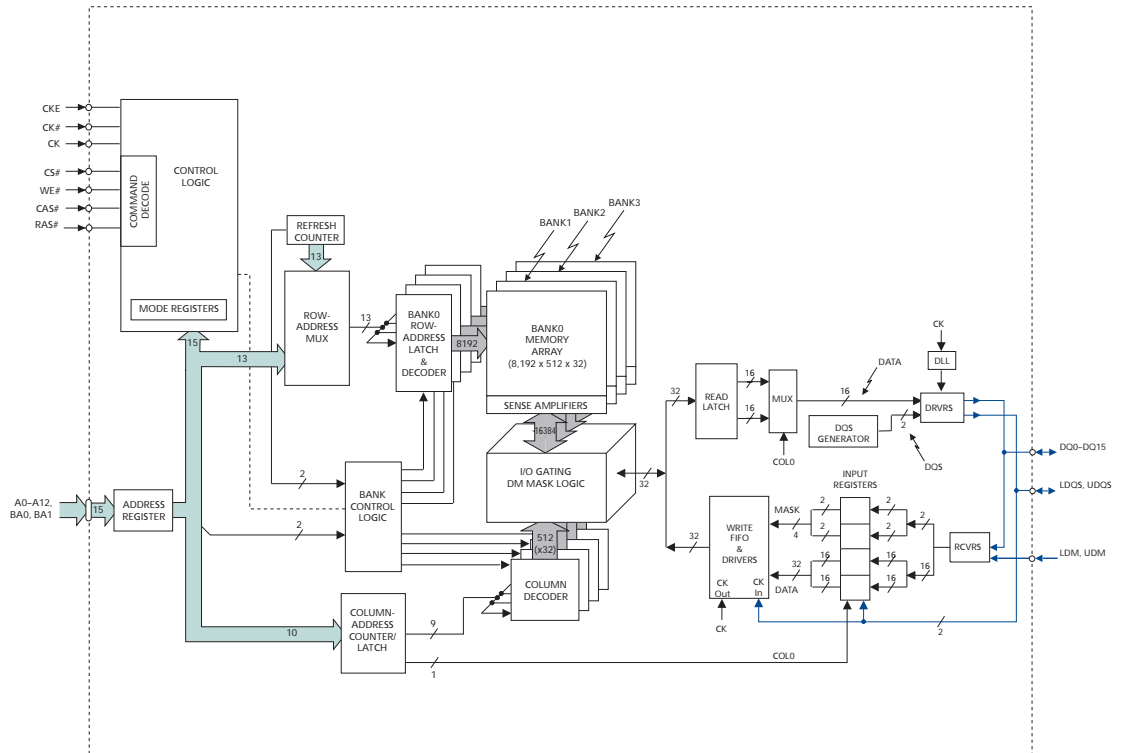 CKE
CK#
CK
CS#
WE#
CAS#
RAS#
CONTROL
LOGIC
COMMAND
DECODE
MODE REGISTERS
15
13
REFRESH
COUNTER
13
ROW-
ADDRESS
MUX
13
BANK0
ROW-
ADDRESS
LATCH
&
DECODER
8192
BANK1
BANK2
BANK3
BANK0
MEMORY
ARRAY
(8,192 x 512 x 32)
SENSE AMPLIFIERS
16384
I/O GATING
DM MASK LOGIC
32
512
(x32)
COLUMN
DECODER
A0–A12,
BA0, BA1
15
ADDRESS
REGISTER
2
2
BANK
CONTROL
LOGIC
10
COLUMN-
ADDRESS
COUNTER/
LATCH
9
1
COL0
32
READ
LATCH
16
16
MUX
COL0
16
DATA
DQS
GENERATOR
2
DQS
CK
DLL
DRVRS
DQ0–DQ15
LDQS, UDQS
LDM, UDM
INPUT
REGISTERS
32
WRITE
FIFO
&
DRIVERS
CK
Out
CK
In
CK
MASK
4
32
DATA
2
2
16
16
2
2
16
16
2
16
RCVRS
2